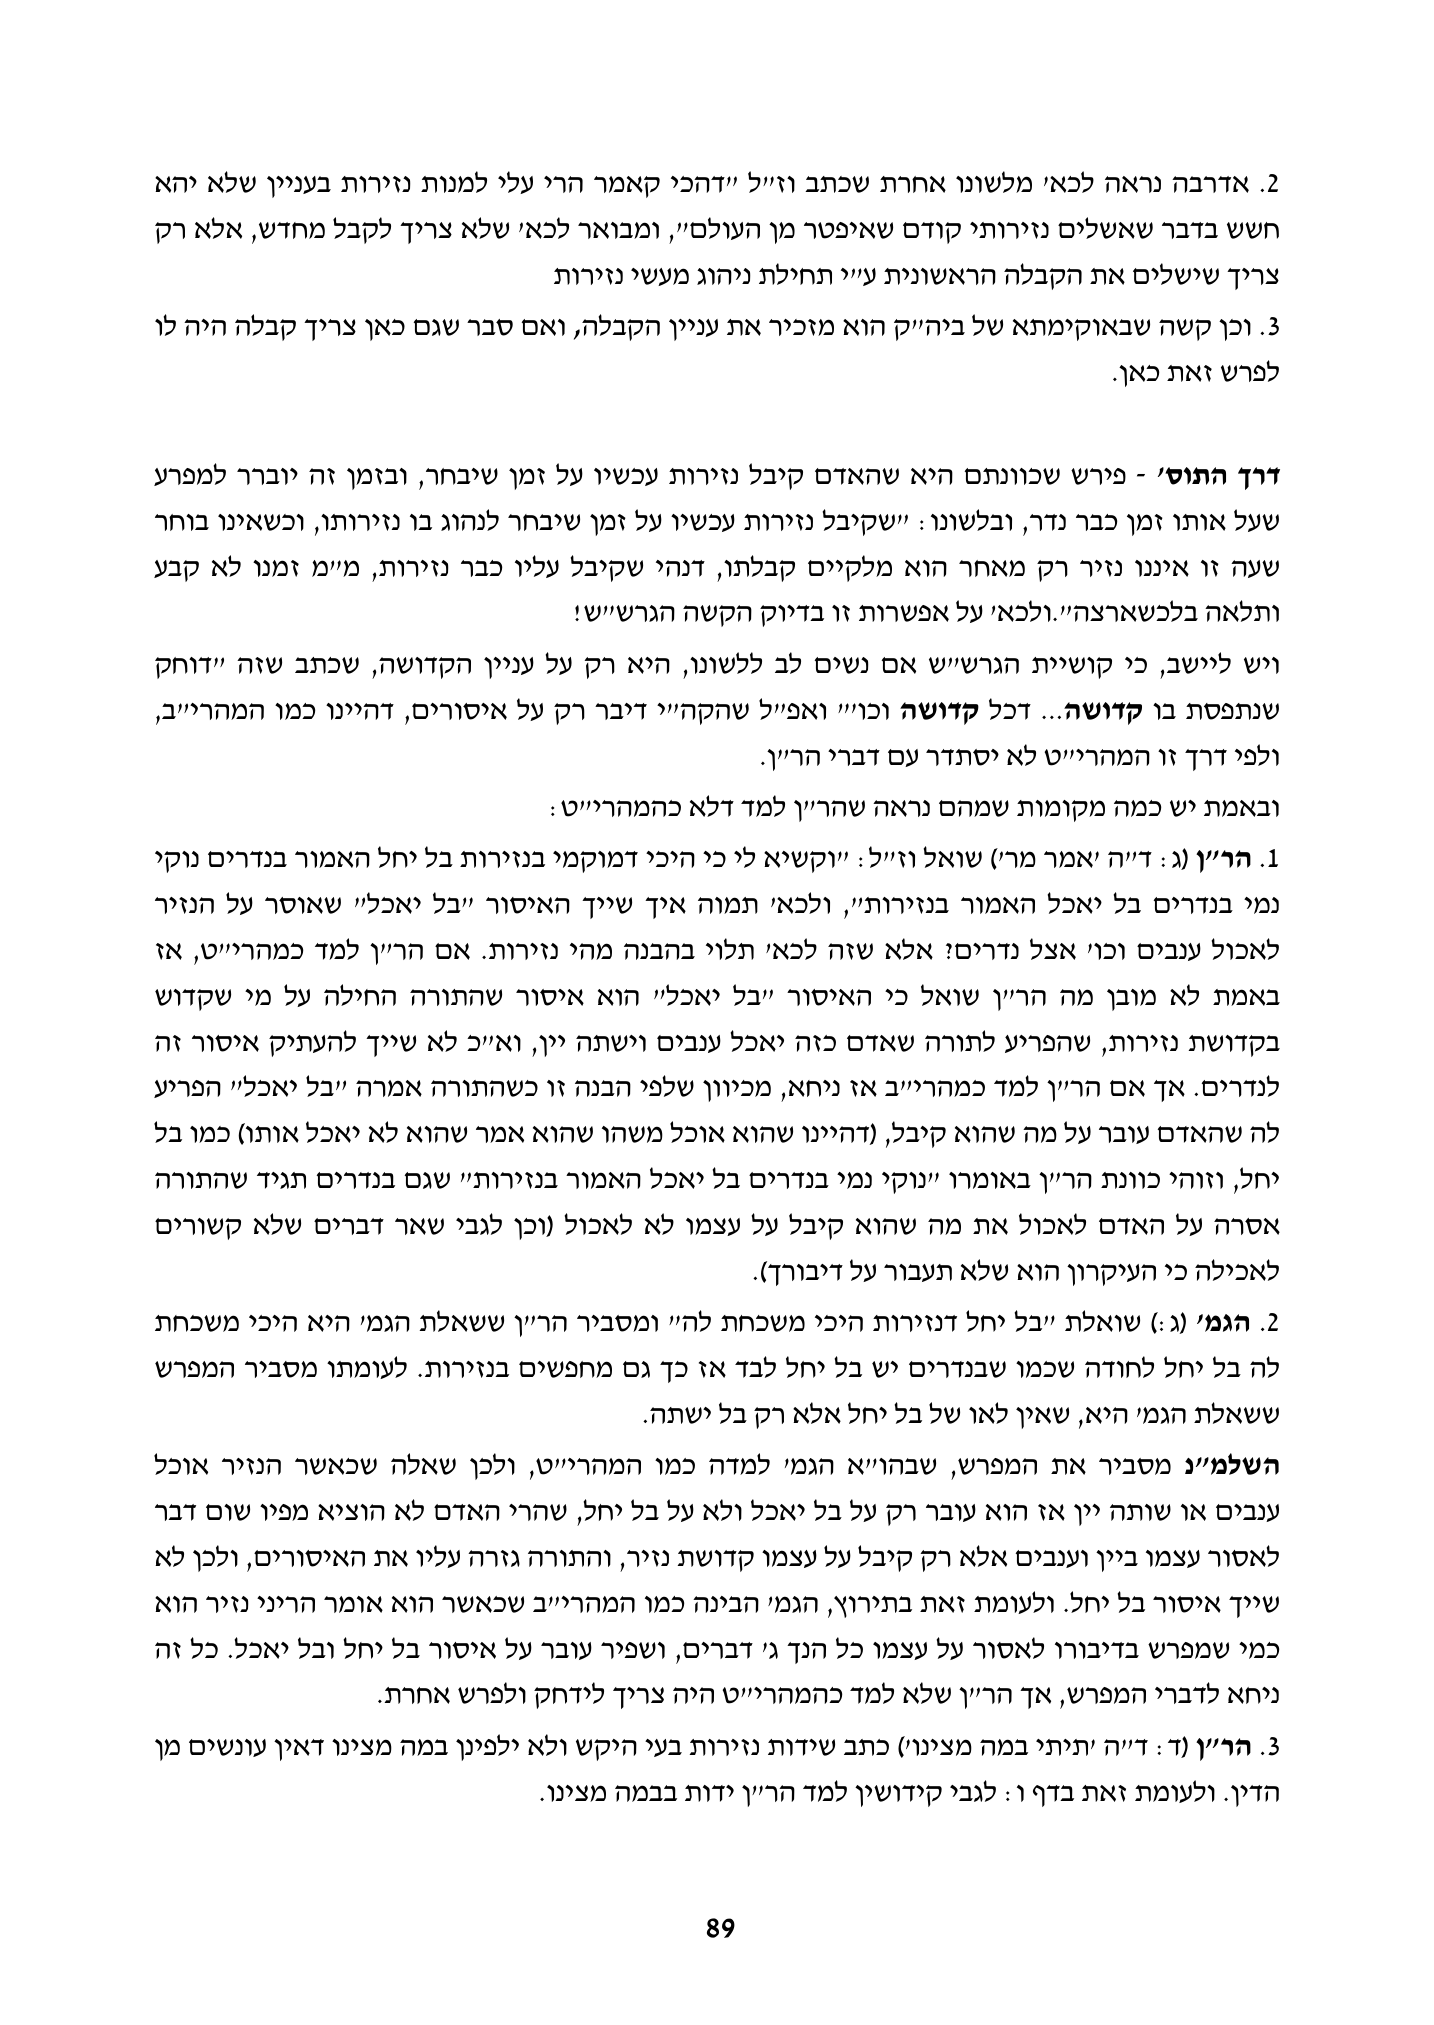 2. אדרבה נראה לכא׳ מלשונו אחרת שכתב וז״ל ״דהכי קאמר הרי עלי למנות נזירות בעניין שלא יהא
חשש בדבר שאשלים נזירותי קודם שאיפטר מן העולם״, ומבואר לכא׳ שלא צריך לקבל מחדש, אלא רק
צריך שישלים את הקבלה הראשונית ע״י תחילת ניהוג מעשי נזירות
3. וכן קשה שבאוקימתא של ביה״ק הוא מזכיר את עניין הקבלה, ואם סבר שגם כאן צריך קבלה היה לו
לפרש זאת כאן.
דרך התוס׳ - פירש שכוונתם היא שהאדם קיבל נזירות עכשיו על זמן שיבחר, ובזמן זה יוברר למפרע
שעל אותו זמן כבר נדר, ובלשונו: ״שקיבל נזירות עכשיו על זמן שיבחר לנהוג בו נזירותו, וכשאינו בוחר
שעה זו איננו נזיר רק מאחר הוא מלקיים קבלתו, דנהי שקיבל עליו כבר נזירות, מ״מ זמנו לא קבע
ותלאה בלכשארצה״.ולכא׳ על אפשרות זו בדיוק הקשה הגרש״ש!
ויש ליישב, כי קושיית הגרש״ש אם נשים לב ללשונו, היא רק על עניין הקדושה, שכתב שזה ״דוחק
שנתפסת בו קדושה... דכל קדושה וכו׳״ ואפ״ל שהקה״י דיבר רק על איסורים, דהיינו כמו המהרי״ב,
ולפי דרך זו המהרי״ט לא יסתדר עם דברי הר״ן.
ובאמת יש כמה מקומות שמהם נראה שהר״ן למד דלא כהמהרי״ט:
1. הר״ן (ג: ד״ה ׳אמר מר׳) שואל וז״ל: ״וקשיא לי כי היכי דמוקמי בנזירות בל יחל האמור בנדרים נוקי
נמי בנדרים בל יאכל האמור בנזירות״, ולכא׳ תמוה איך שייך האיסור ״בל יאכל״ שאוסר על הנזיר
לאכול ענבים וכו׳ אצל נדרים? אלא שזה לכא׳ תלוי בהבנה מהי נזירות. אם הר״ן למד כמהרי״ט, אז
באמת לא מובן מה הר״ן שואל כי האיסור ״בל יאכל״ הוא איסור שהתורה החילה על מי שקדוש
בקדושת נזירות, שהפריע לתורה שאדם כזה יאכל ענבים וישתה יין, וא״כ לא שייך להעתיק איסור זה
לנדרים. אך אם הר״ן למד כמהרי״ב אז ניחא, מכיוון שלפי הבנה זו כשהתורה אמרה ״בל יאכל״ הפריע
לה שהאדם עובר על מה שהוא קיבל, (דהיינו שהוא אוכל משהו שהוא אמר שהוא לא יאכל אותו) כמו בל
יחל, וזוהי כוונת הר״ן באומרו ״נוקי נמי בנדרים בל יאכל האמור בנזירות״ שגם בנדרים תגיד שהתורה
אסרה על האדם לאכול את מה שהוא קיבל על עצמו לא לאכול (וכן לגבי שאר דברים שלא קשורים
לאכילה כי העיקרון הוא שלא תעבור על דיבורך).
2. הגמ׳ (ג:) שואלת ״בל יחל דנזירות היכי משכחת לה״ ומסביר הר״ן ששאלת הגמ׳ היא היכי משכחת
לה בל יחל לחודה שכמו שבנדרים יש בל יחל לבד אז כך גם מחפשים בנזירות. לעומתו מסביר המפרש
ששאלת הגמ׳ היא, שאין לאו של בל יחל אלא רק בל ישתה.
השלמ״נ מסביר את המפרש, שבהו״א הגמ׳ למדה כמו המהרי״ט, ולכן שאלה שכאשר הנזיר אוכל
ענבים או שותה יין אז הוא עובר רק על בל יאכל ולא על בל יחל, שהרי האדם לא הוציא מפיו שום דבר
לאסור עצמו ביין וענבים אלא רק קיבל על עצמו קדושת נזיר, והתורה גזרה עליו את האיסורים, ולכן לא
שייך איסור בל יחל. ולעומת זאת בתירוץ, הגמ׳ הבינה כמו המהרי״ב שכאשר הוא אומר הריני נזיר הוא
כמי שמפרש בדיבורו לאסור על עצמו כל הנך ג׳ דברים, ושפיר עובר על איסור בל יחל ובל יאכל. כל זה
ניחא לדברי המפרש, אך הר״ן שלא למד כהמהרי״ט היה צריך לידחק ולפרש אחרת.
3. הר״ן (ד: ד״ה ׳תיתי במה מצינו׳) כתב שידות נזירות בעי היקש ולא ילפינן במה מצינו דאין עונשים מן
הדין. ולעומת זאת בדף ו: לגבי קידושין למד הר״ן ידות בבמה מצינו.
89